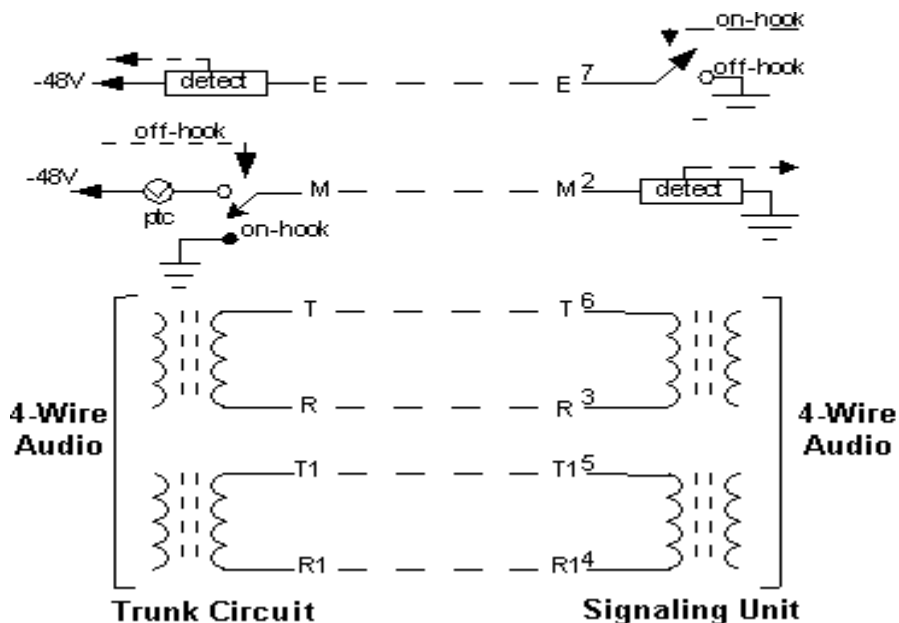 on-hook
-48V detect E E 7 off-hook
off-hook
-48V ptc M M 2 detect
on-hook
T T 6
4-Wire Audio R R 3 4-Wire Audio
T1 T1 5
R1 R1 4
Trunk Circuit Signaling Unit